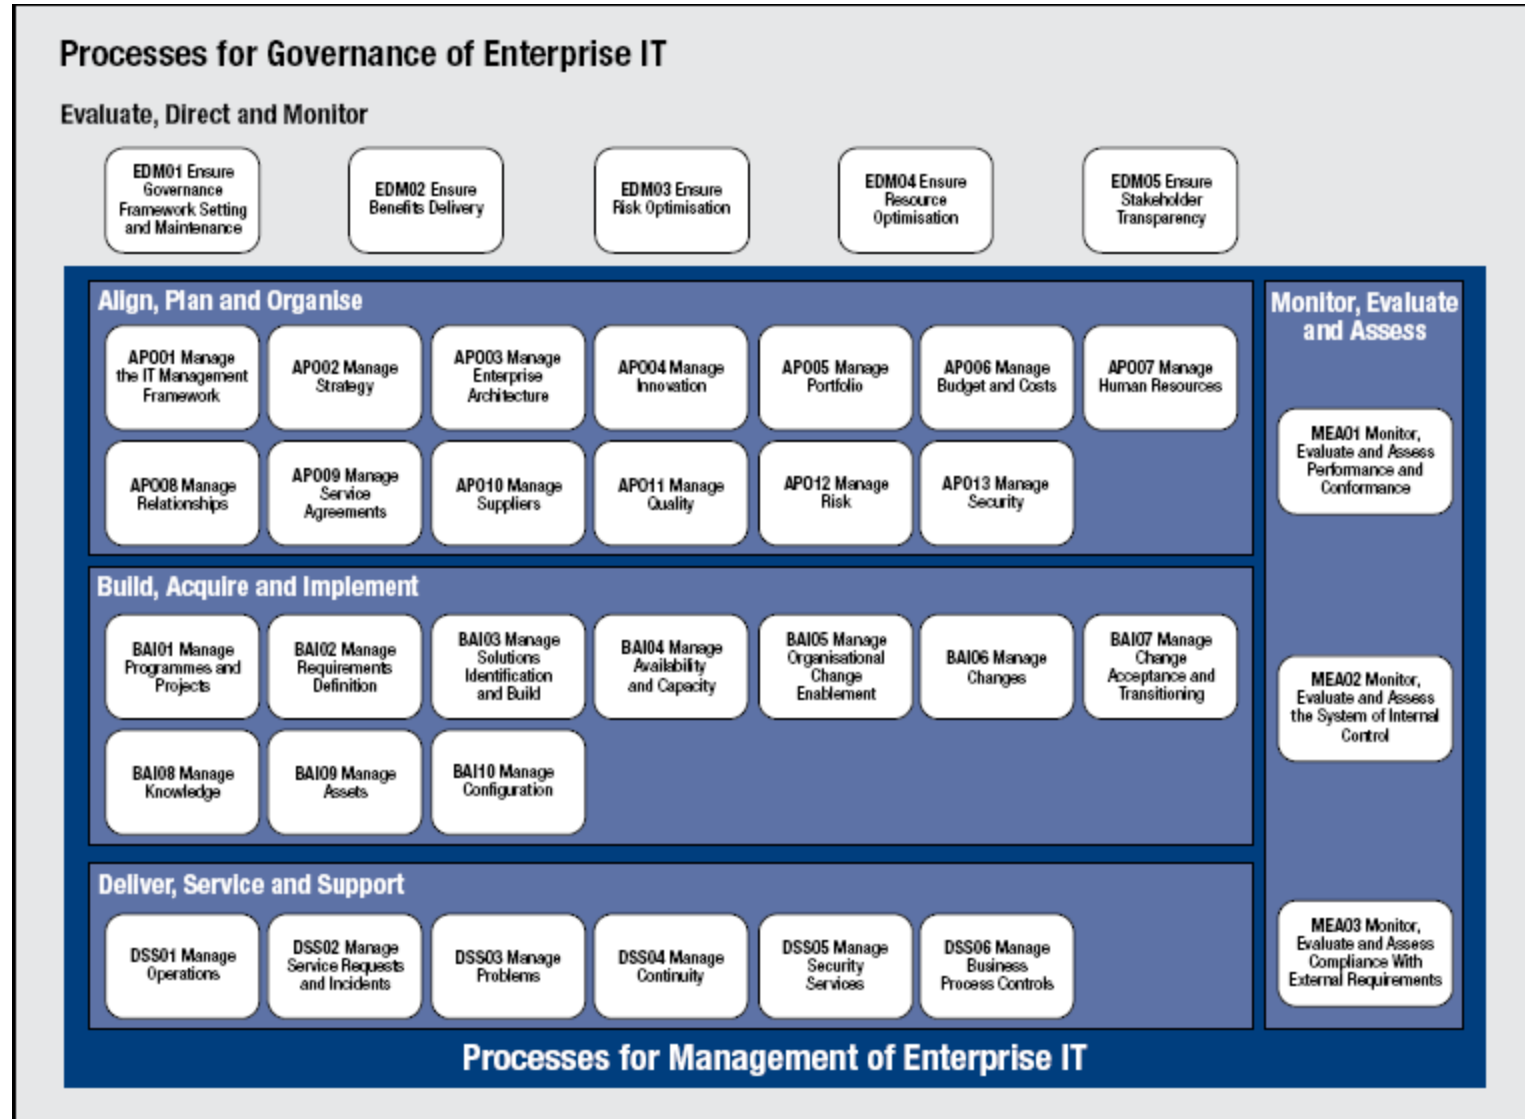 Processes for Governance of Enterprise IT
Evaluate, Direct and Monitor
EDM01 Ensure
Governance
Framework Setting
and Maintenance
EDM02 Ensure
Benefits Delivery
EDM03 Ensure
Risk Optimisation
EDM04 Ensure
Resource
Optimisation
EDM05 Ensure
Stakeholder
Transparency
Align, Plan and Organise
APO01 Manage
the IT Management
Framework
APO02 Manage
Strategy
APO03 Manage
Enterprise
Architecture
APO04 Manage
Innovation
APO05 Manage
Portfolio
APO06 Manage
Budget and Costs
APO07 Manage
Human Resources
APO08 Manage
Relationships
APO09 Manage
Service
Agreements
APO10 Manage
Suppliers
APO11 Manage
Quality
APO12 Manage
Risk
APO13 Manage
Security
Build, Acquire and Implement
BAI01 Manage
Programmes and
Projects
BAI02 Manage
Requirements
Definition
BAI03 Manage
Solutions
Identification
and Build
BAI04 Manage
Availability
and Capacity
BAI05 Manage
Organisational
Change
Enablement
BAI06 Manage
Changes
BAI07 Manage
Change
Acceptance and
Transitioning
BAI08 Manage
Knowledge
BAI09 Manage
Assets
BAI10 Manage
Configuration
Deliver, Service and Support
DSS01 Manage
Operations
DSS02 Manage
Service Requests
and Incidents
DSS03 Manage
Problems
DSS04 Manage
Continuity
DSS05 Manage
Security
Services
DSS06 Manage
Business
Process Controls
Monitor, Evaluate
and Assess
MEA01 Monitor,
Evaluate and Assess
Performance and
Conformance
MEA02 Monitor,
Evaluate and Assess
the System of Internal
Control
MEA03 Monitor,
Evaluate and Assess
Compliance With
External Requirements
Processes for Management of Enterprise IT